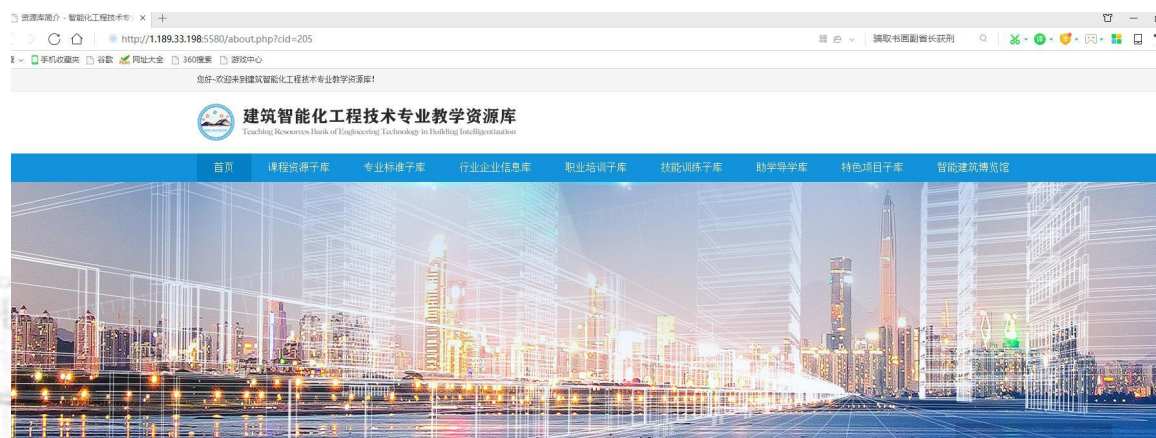 资源库简介 - 智能化工程技术专
http://1.189.33.198:5580/about.php?cid=205
骗取书画副省长获刑
手机收藏夹 谷歌 网址大全 360搜索 游戏中心
您好~欢迎来到建筑智能化工程技术专业教学资源库!
建筑智能化工程技术专业教学资源库
Teaching Resources Bank of Engineering Technology in Building Intelligentization
首页 课程资源子库 专业标准子库 行业企业信息库 职业培训子库 技能训练子库 助学导学库 特色项目子库 智能建筑博览馆